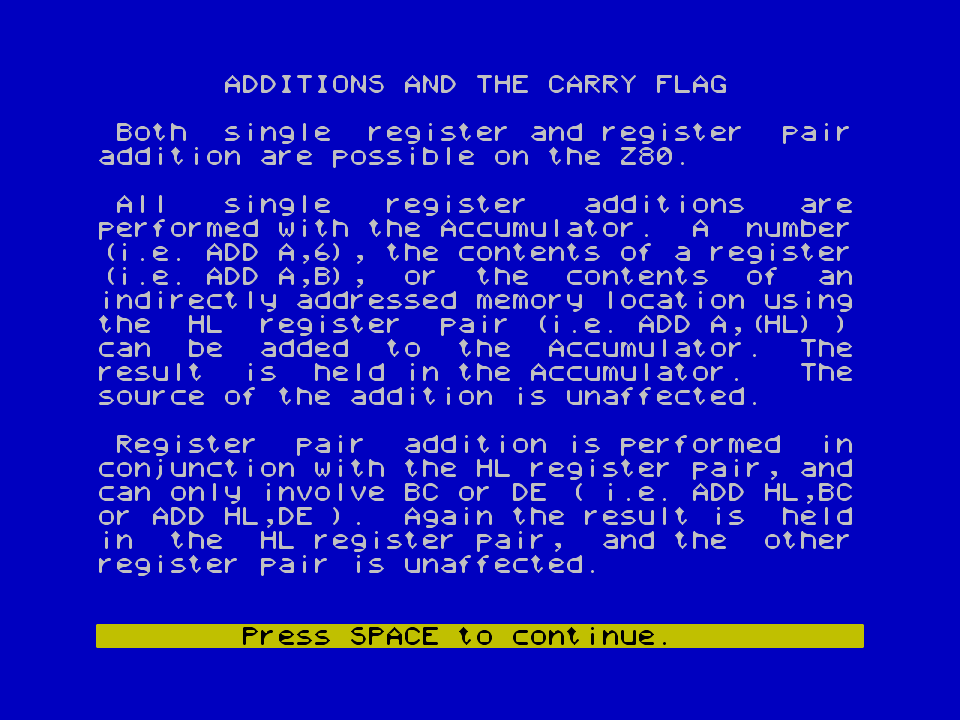 ADDITIONS AND THE CARRY FLAG
Both single register and register pair
addition are possible on the Z80.
All single register additions are
performed with the Accumulator. A number
(i.e. ADD A,6), the contents of a register
(i.e. ADD A,B), or the contents of an
indirectly addressed memory location using
the HL register pair (i.e. ADD A,(HL) )
can be added to the Accumulator. The
result is held in the Accumulator. The
source of the addition is unaffected.
Register pair addition is performed in
conjunction with the HL register pair, and
can only involve BC or DE ( i.e. ADD HL,BC
or ADD HL,DE ). Again the result is held
in the HL register pair, and the other
register pair is unaffected.
Press SPACE to continue.